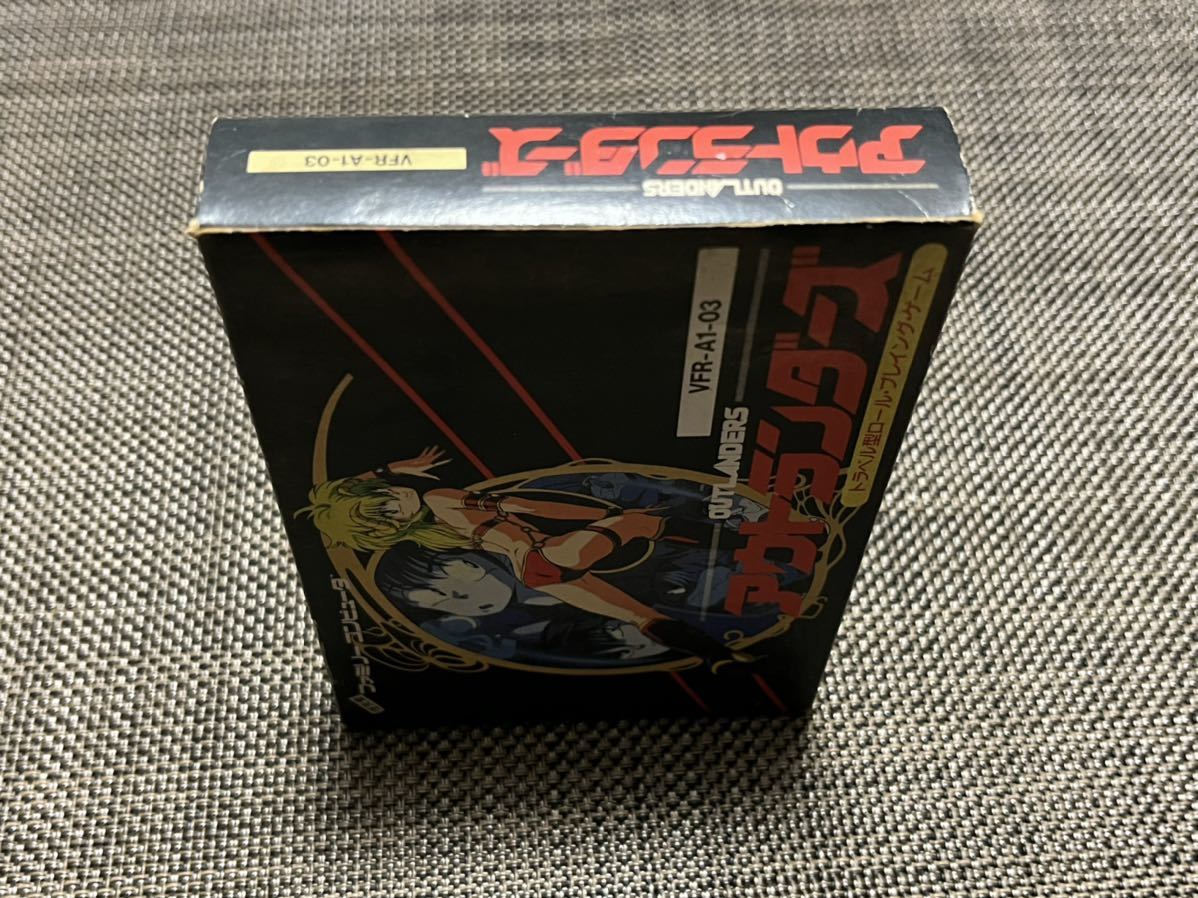 アウトランダーズ
OUTLANDERS
VFR-A1-03
トラベル型ロール・プレイング・ゲーム
アウトランダーズ
OUTLANDERS
VFR-A1-03
ファミリーコンピュータ